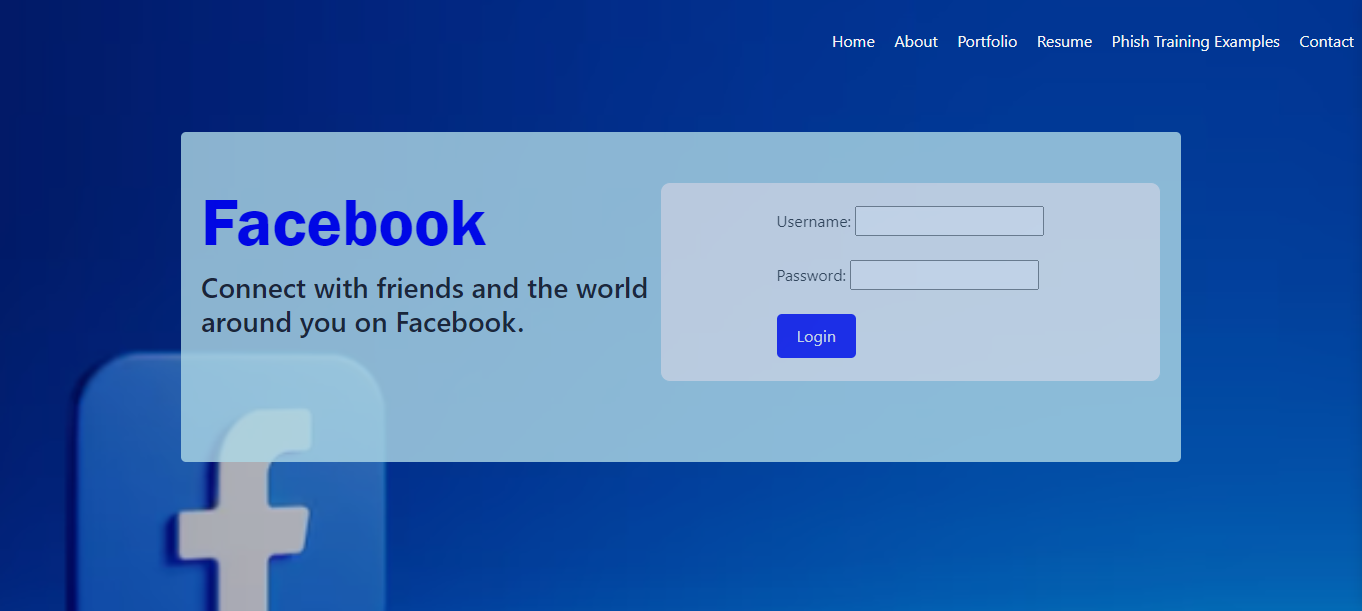 Home About Portfolio Resume Phish Training Examples Contact
Facebook
Connect with friends and the world
around you on Facebook.
Username:
Password:
Login